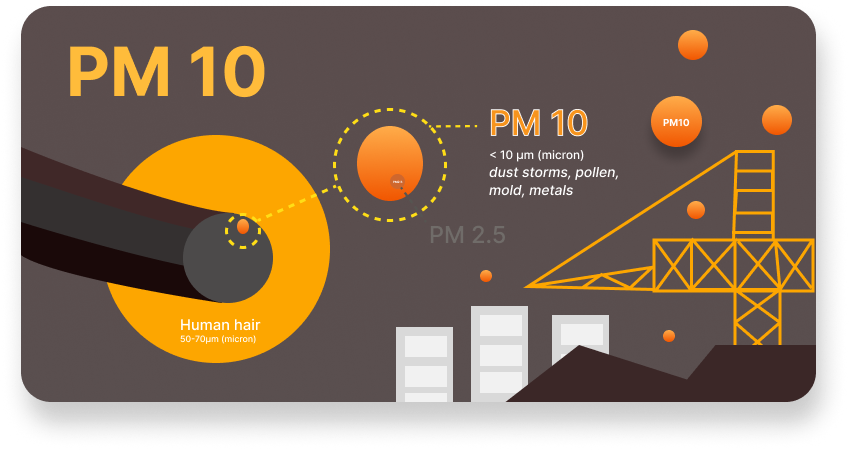 PM 10
PM 10
< 10 μm (micron)
dust storms, pollen,
mold, metals
PM10
PM 2.5
Human hair
50-70μm (micron)